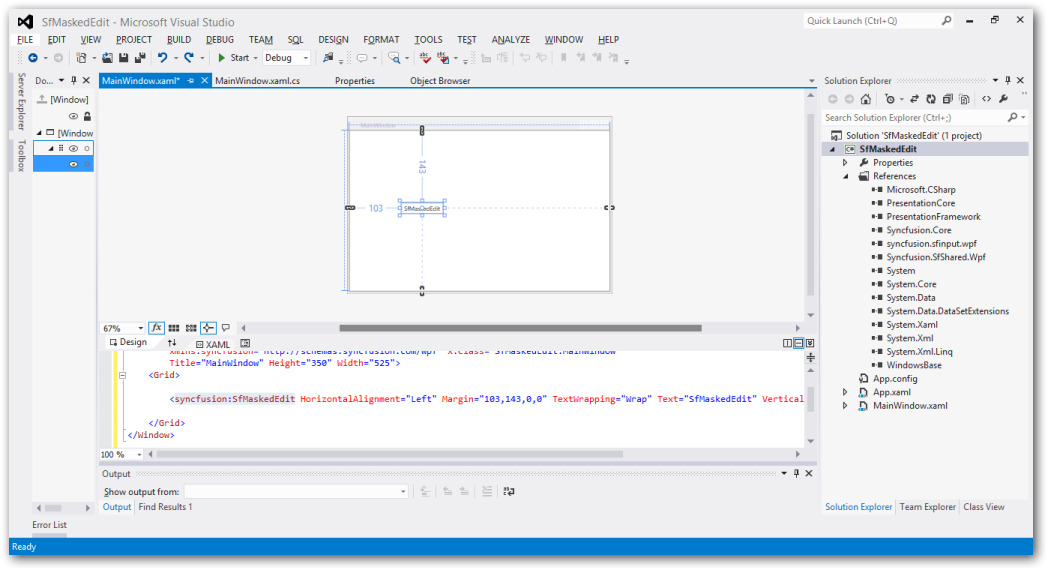 SfMaskedEdit - Microsoft Visual Studio
Quick Launch (Ctrl+Q)
FILE EDIT VIEW PROJECT BUILD DEBUG TEAM SQL DESIGN FORMAT TOOLS TEST ANALYZE WINDOW HELP
Start Debug
Server Explorer
Toolbox
Do...
[Window]
[Window
MainWindow.xaml* MainWindow.xaml.cs Properties Object Browser
MainWindow
143
103
SfMaskedEdit
67%
Design XAML
xmlns:syncfusion="http://schemas.syncfusion.com/wpf" x:Class="SfMaskedEdit.MainWindow"
Title="MainWindow" Height="350" Width="525">
<Grid>
<syncfusion:SfMaskedEdit HorizontalAlignment="Left" Margin="103,143,0,0" TextWrapping="Wrap" Text="SfMaskedEdit" Vertical
</Grid>
</Window>
100 %
Output
Show output from:
Output Find Results 1
Error List
Ready
Solution Explorer
Search Solution Explorer (Ctrl+;)
Solution 'SfMaskedEdit' (1 project)
SfMaskedEdit
Properties
References
Microsoft.CSharp
PresentationCore
PresentationFramework
Syncfusion.Core
syncfusion.sfinput.wpf
Syncfusion.SfShared.Wpf
System
System.Core
System.Data
System.Data.DataSetExtensions
System.Xaml
System.Xml
System.Xml.Linq
WindowsBase
App.config
App.xaml
MainWindow.xaml
Solution Explorer Team Explorer Class View